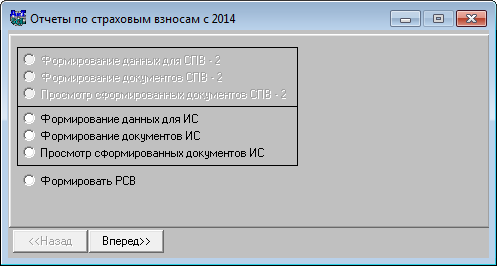 Отчеты по страховым взносам с 2014
Формирование данных для СПВ - 2
Формирование документов СПВ - 2
Просмотр сформированных документов СПВ - 2
Формирование данных для ИС
Формирование документов ИС
Просмотр сформированных документов ИС
Формировать РСВ
<<Назад Вперед>>